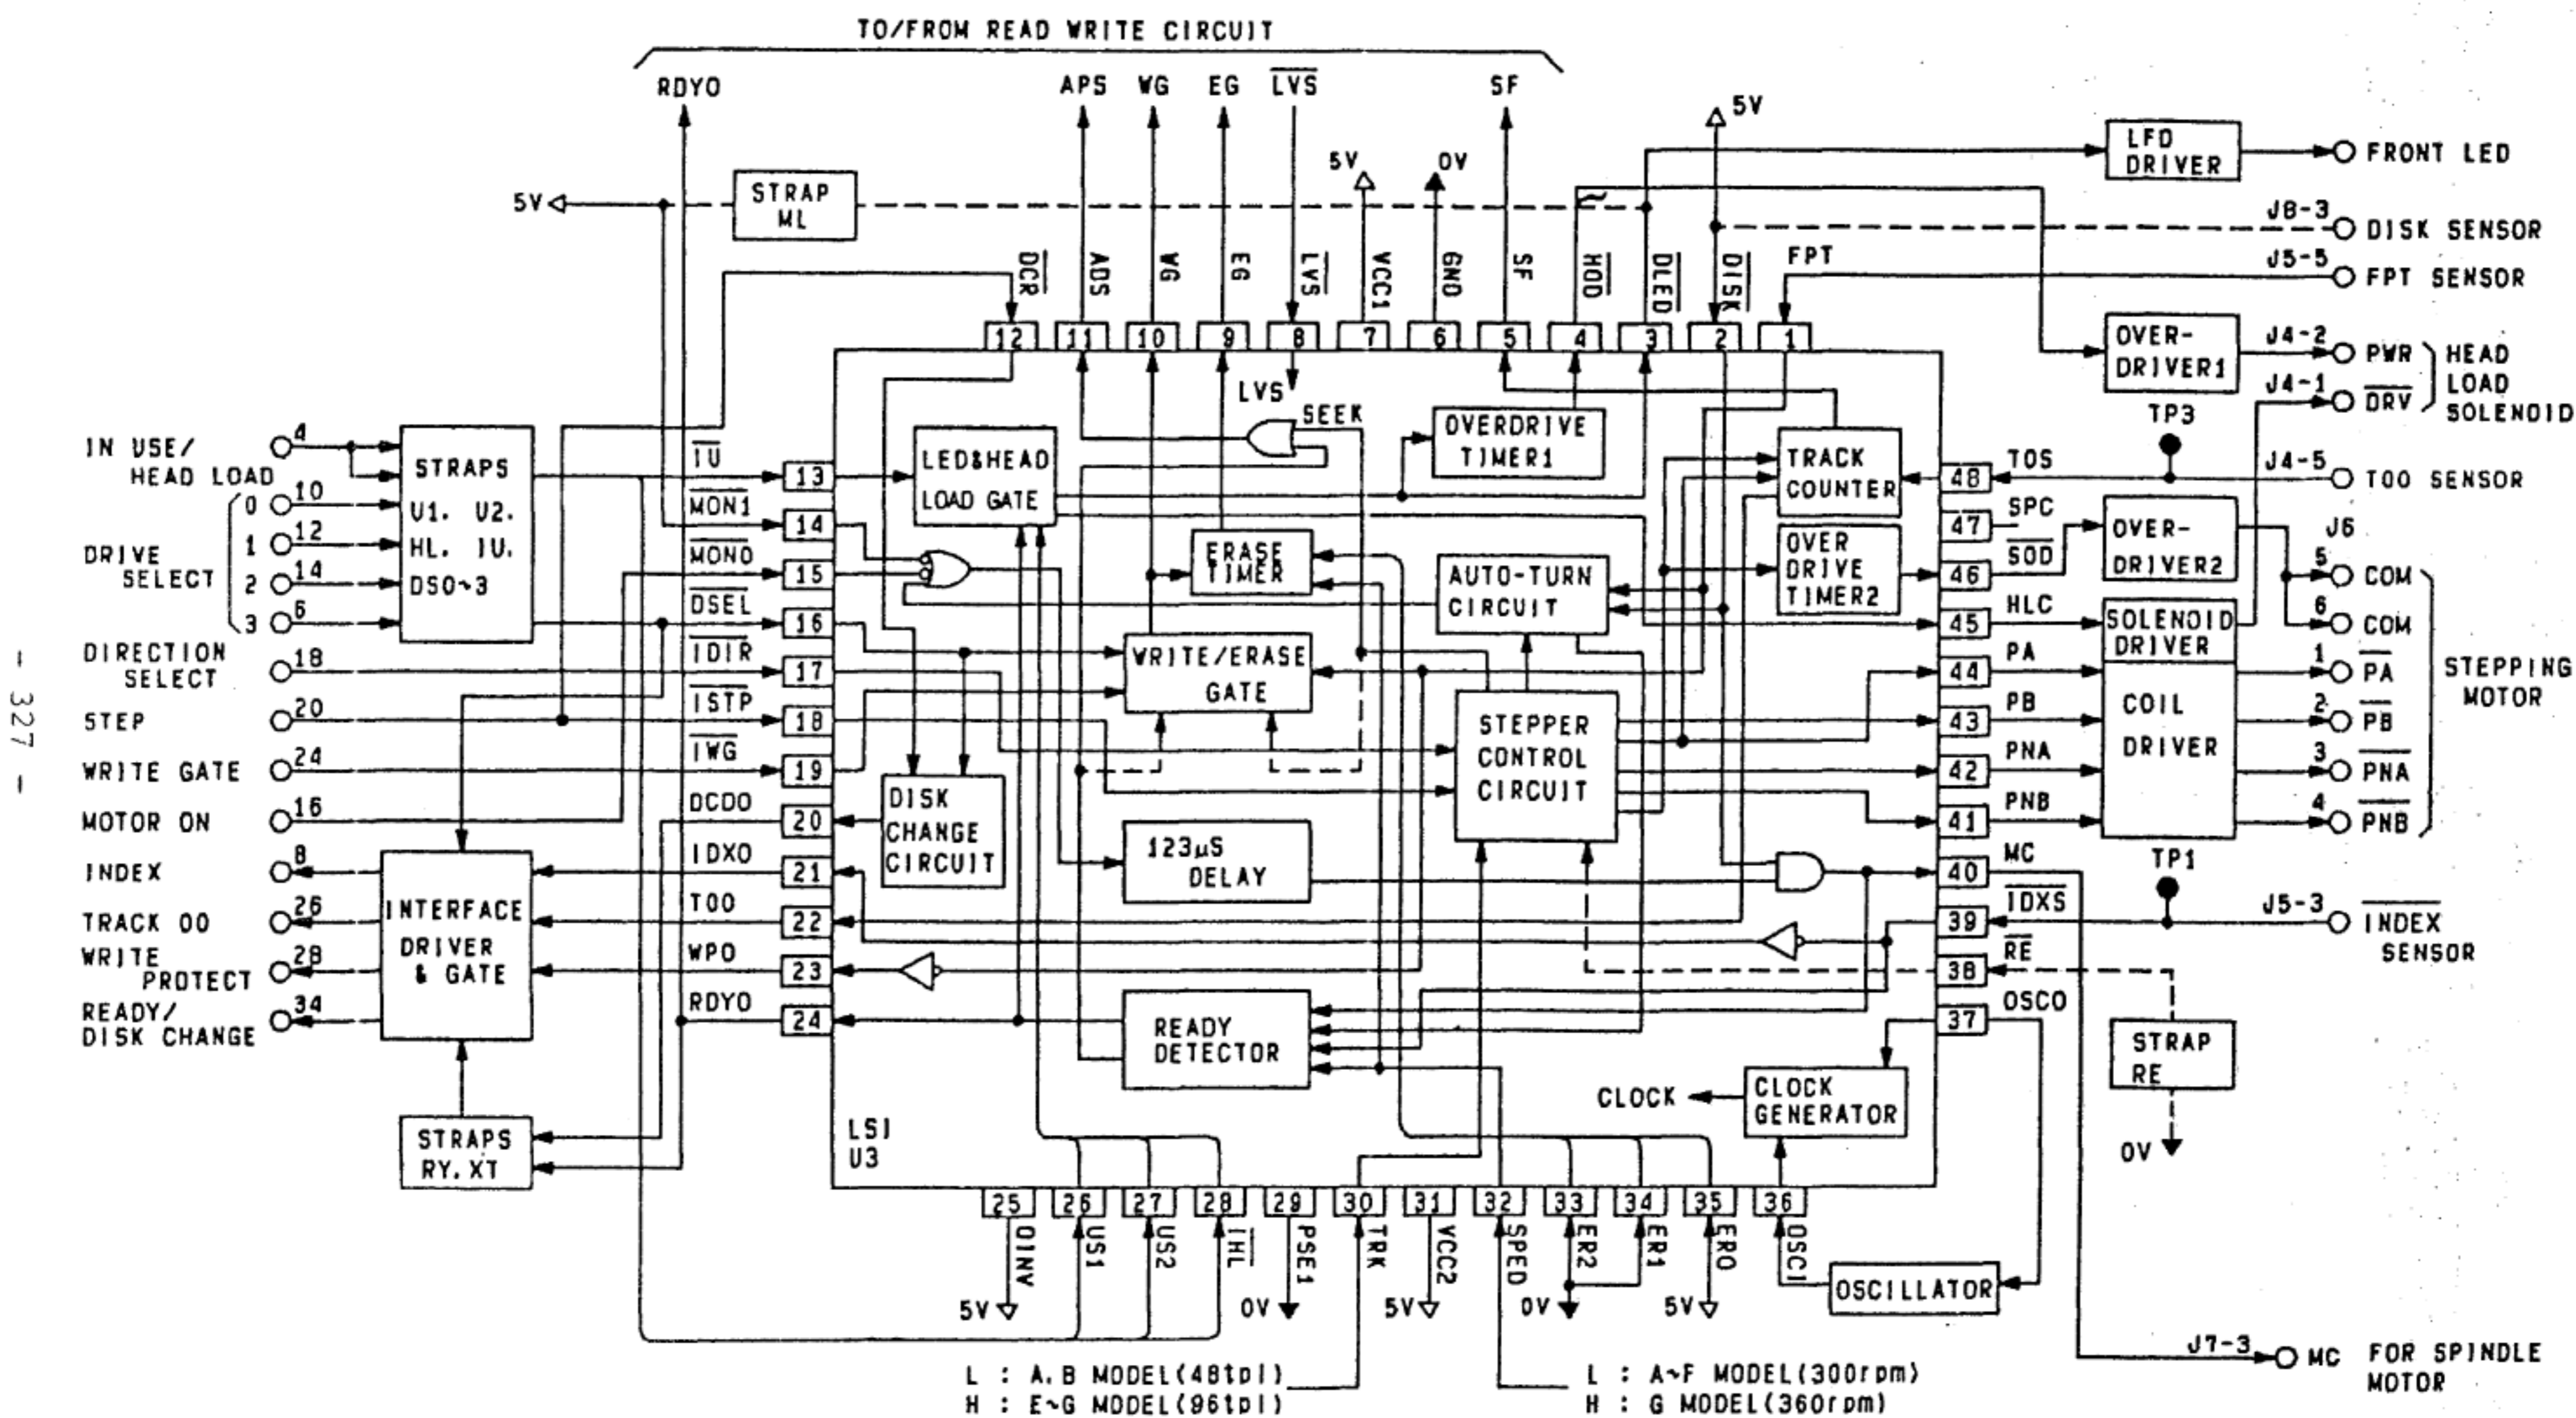 TO/FROM READ WRITE CIRCUIT
RDYO
APS
WG
EG
LVS
SF
5V
5V
0V
5V
STRAP
ML
LFD
DRIVER
FRONT LED
J8-3
DISK SENSOR
J5-5
FPT SENSOR
FPT
DCR
ADS
WG
EG
LVS
VCC1
GND
SF
HOD
DLED
DISK
12
11
10
9
8
7
6
5
4
3
2
1
OVER-
DRIVER1
J4-2
PWR
J4-1
DRV
HEAD
LOAD
SOLENOID
LVS
SEEK
TP3
IN USE/
HEAD LOAD
4
DRIVE
SELECT
0
10
1
12
2
14
3
6
STRAPS
U1. U2.
HL. IU.
DS0~3
DIRECTION
SELECT
18
STEP
20
WRITE GATE
24
MOTOR ON
16
INDEX
8
TRACK 00
26
WRITE
PROTECT
28
READY/
DISK CHANGE
34
INTERFACE
DRIVER
& GATE
STRAPS
RY. XT
IU
13
MON1
14
MON0
15
DSEL
16
IDIR
17
ISTP
18
IWG
19
DCDO
20
IDXO
21
TOO
22
WPO
23
RDYO
24
LED&HEAD
LOAD GATE
OVERDRIVE
TIMER1
TRACK
COUNTER
ERASE
TIMER
AUTO-TURN
CIRCUIT
OVER
DRIVE
TIMER2
WRITE/ERASE
GATE
STEPPER
CONTROL
CIRCUIT
DISK
CHANGE
CIRCUIT
123µS
DELAY
READY
DETECTOR
CLOCK
CLOCK
GENERATOR
LSI
U3
48
TOS
J4-5
T00 SENSOR
47
SPC
46
SOD
45
HLC
44
PA
43
PB
42
PNA
41
PNB
40
MC
39
IDXS
38
RE
37
OSCO
OVER-
DRIVER2
SOLENOID
DRIVER
COIL
DRIVER
J6
5
COM
6
COM
1
PA
2
PB
3
PNA
4
PNB
STEPPING
MOTOR
TP1
J5-3
INDEX
SENSOR
STRAP
RE
0V
25
26
27
28
29
30
31
32
33
34
35
36
DINV
US1
US2
IHL
PSE1
TRK
VCC2
SPED
ER2
ER1
ER0
OSCI
5V
0V
5V
0V
5V
OSCILLATOR
L : A.B MODEL(48tpi)
H : E~G MODEL(96tpi)
L : A~F MODEL(300rpm)
H : G MODEL(360rpm)
J7-3
MC
FOR SPINDLE
MOTOR
- 327 -